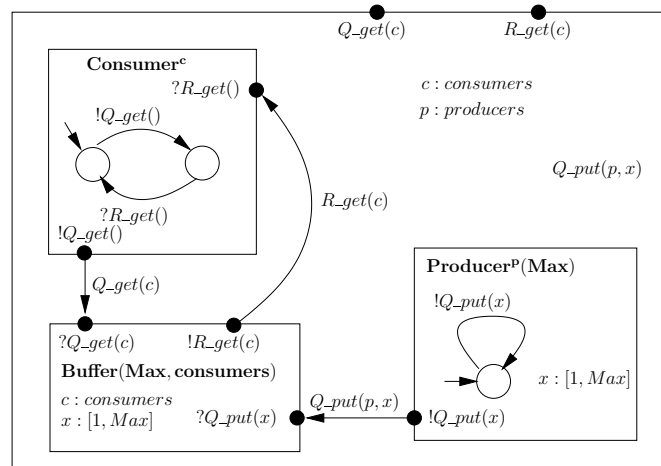 Q_get(c) R_get(c)
Consumer^c
?R_get()
c : consumers
!Q_get()
p : producers
Q_put(p, x)
R_get(c)
?R_get()
!Q_get()
Producer^p(Max)
Q_get(c)
!Q_put(x)
?Q_get(c) !R_get(c)
Buffer(Max, consumers)
x : [1, Max]
c : consumers
Q_put(p, x)
x : [1, Max]
?Q_put(x)
!Q_put(x)